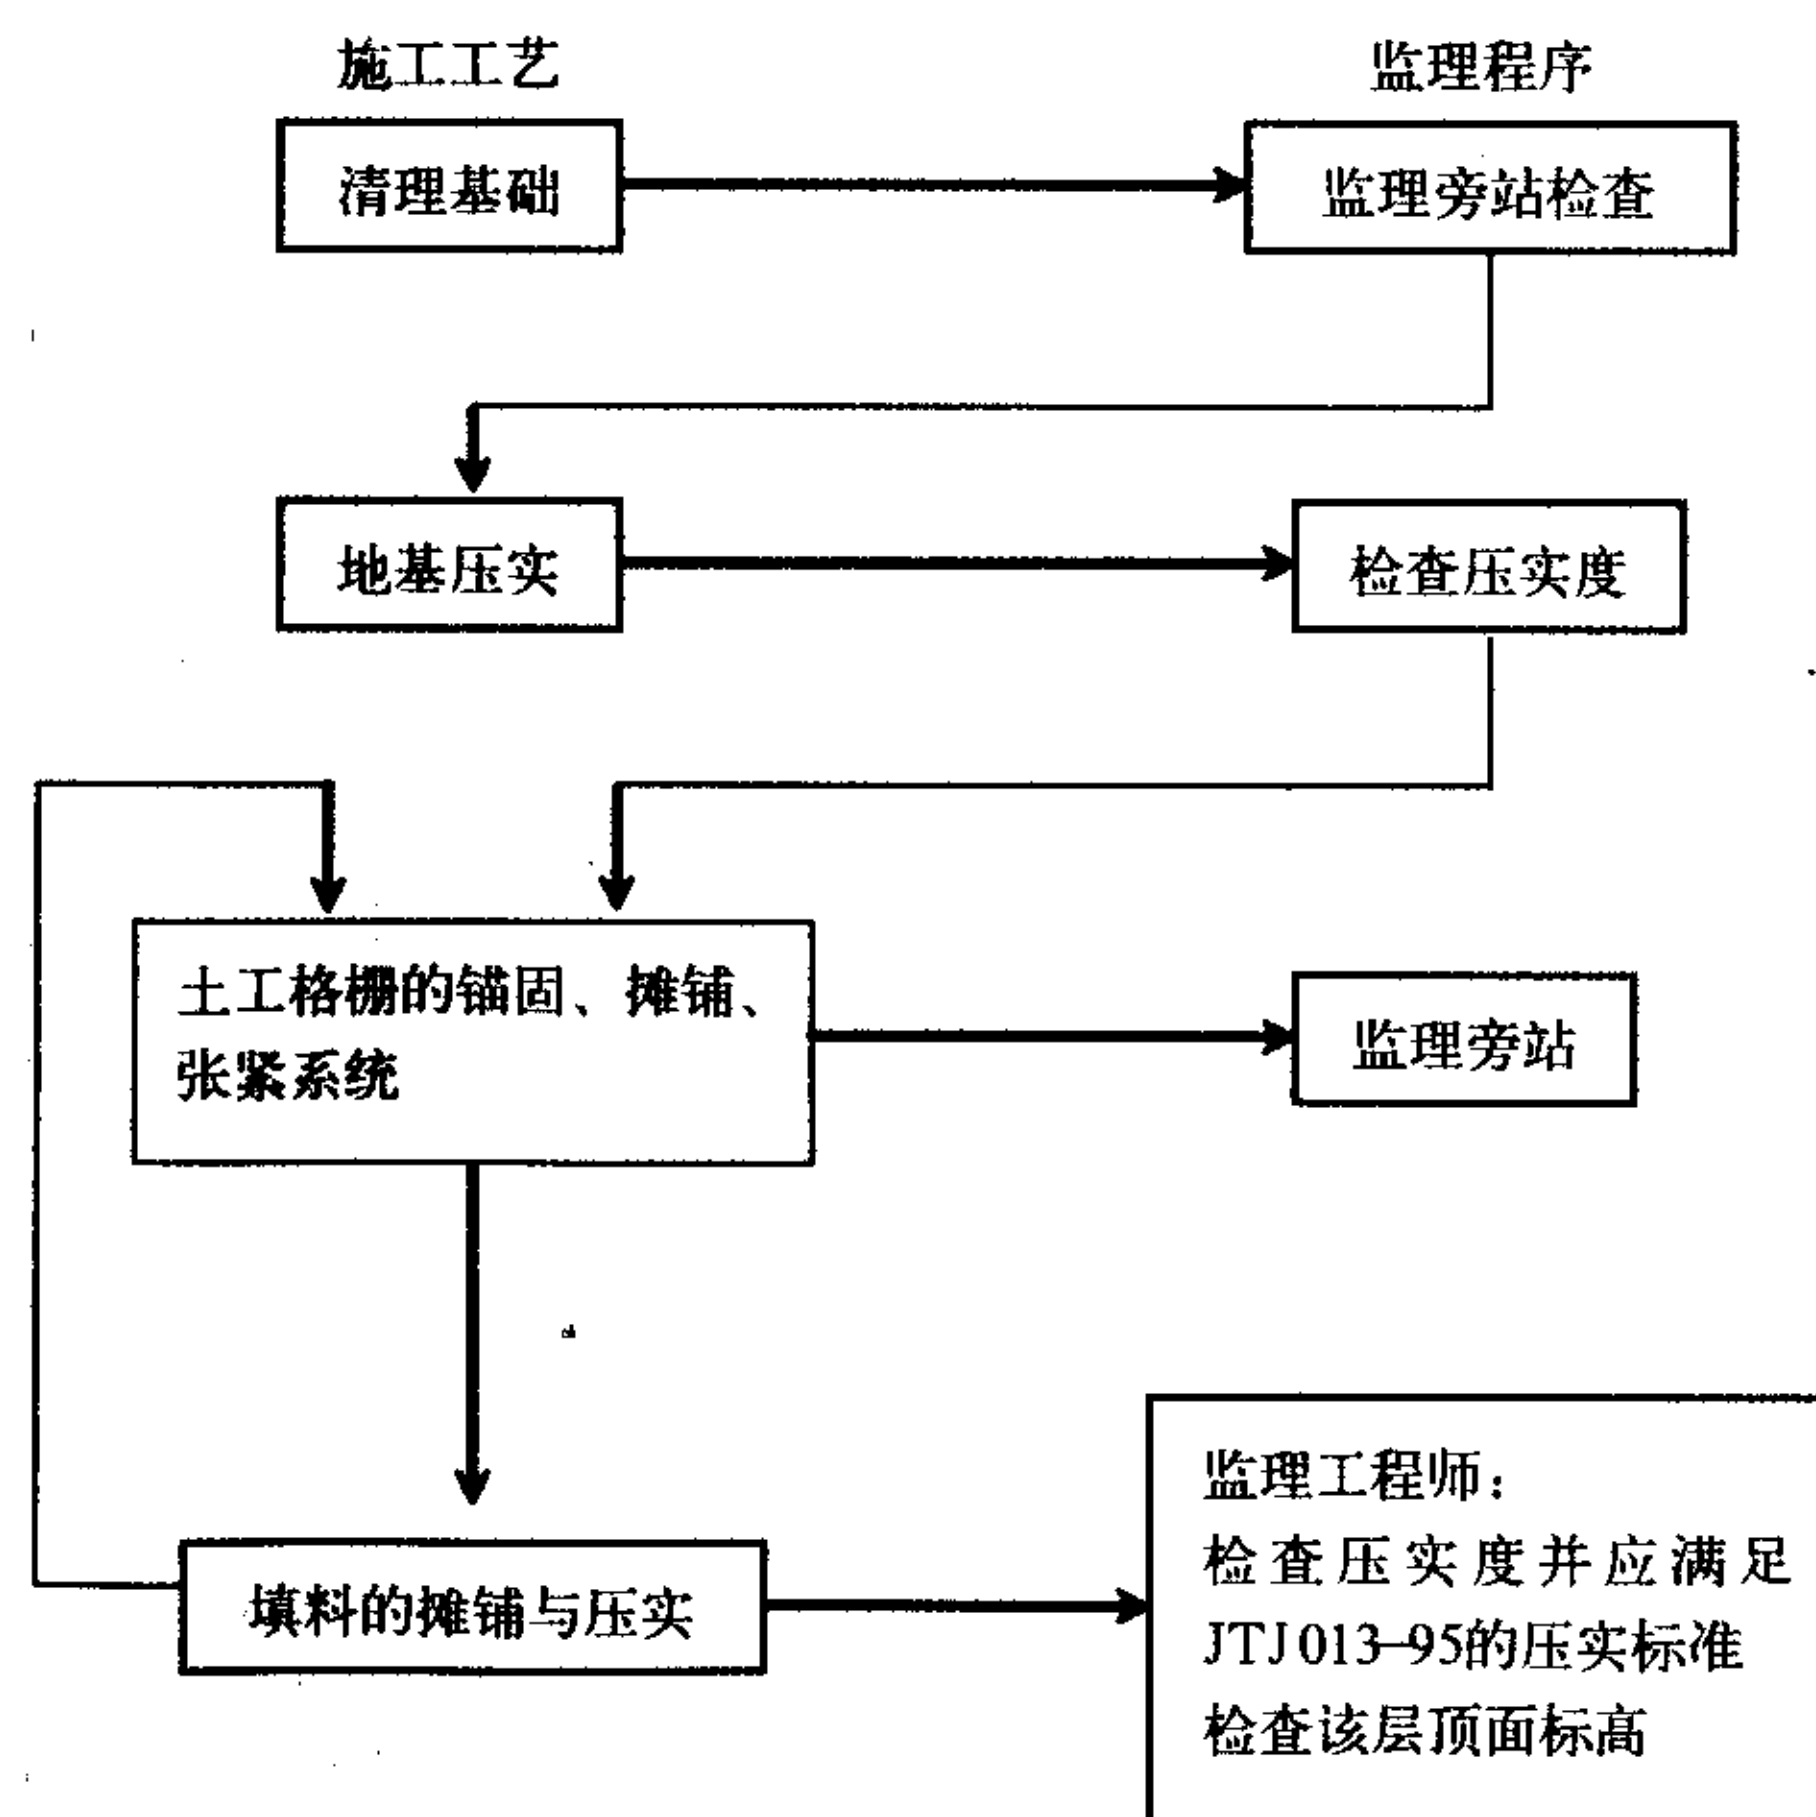 施工工艺
监理程序
清理基础
监理旁站检查
地基压实
检查压实度
土工格栅的锚固、摊铺、
张紧系统
监理旁站
填料的摊铺与压实
监理工程师：
检查压实度并应满足
JTJ013-95的压实标准
检查该层顶面标高